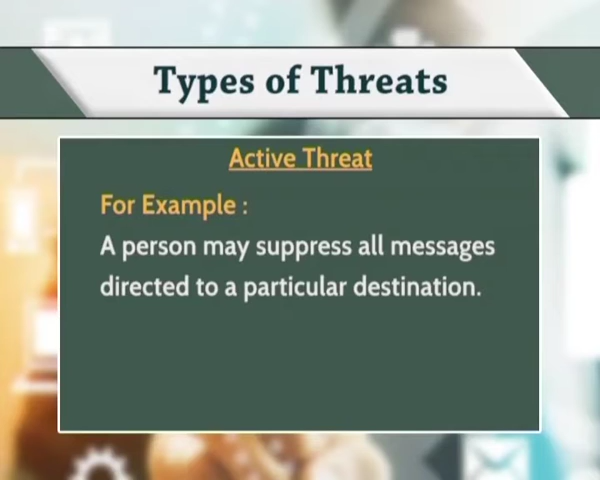 Types of Threats
Active Threat
For Example :
A person may suppress all messages
directed to a particular destination.